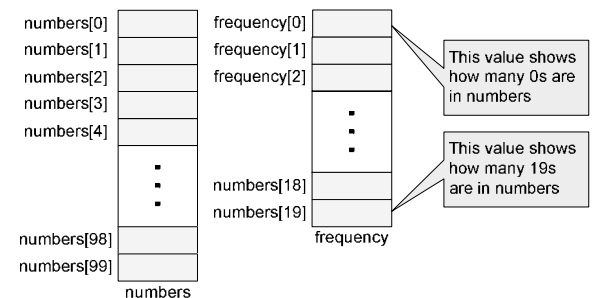 numbers[0]
numbers[1]
numbers[2]
numbers[3]
numbers[4]
numbers[98]
numbers[99]
numbers
frequency[0]
frequency[1]
frequency[2]
numbers[18]
numbers[19]
frequency
This value shows
how many 0s are
in numbers
This value shows
how many 19s
are in numbers